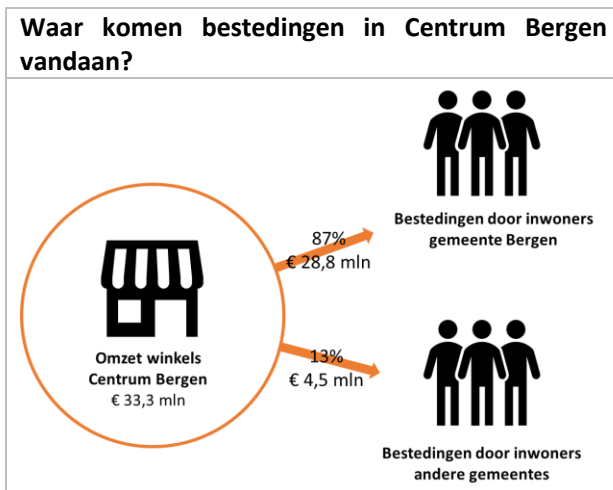 Waar komen bestedingen in Centrum Bergen
vandaan?
Bestedingen door inwoners
gemeente Bergen
87%
€ 28,8 mln
Omzet winkels
Centrum Bergen
€ 33,3 mln
13%
€ 4,5 mln
Bestedingen door inwoners
andere gemeentes